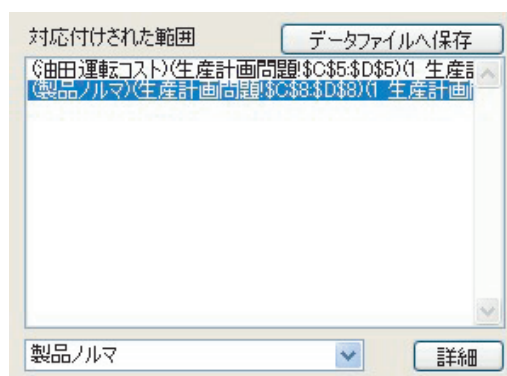 対応付けされた範囲
データファイルへ保存
(油田運転コスト)(生産計画問題!$C$5:$D$5)(1 生産計
(製品ノルマ)(生産計画問題!$C$8:$D$8)(1 生産計画
製品ノルマ
詳細